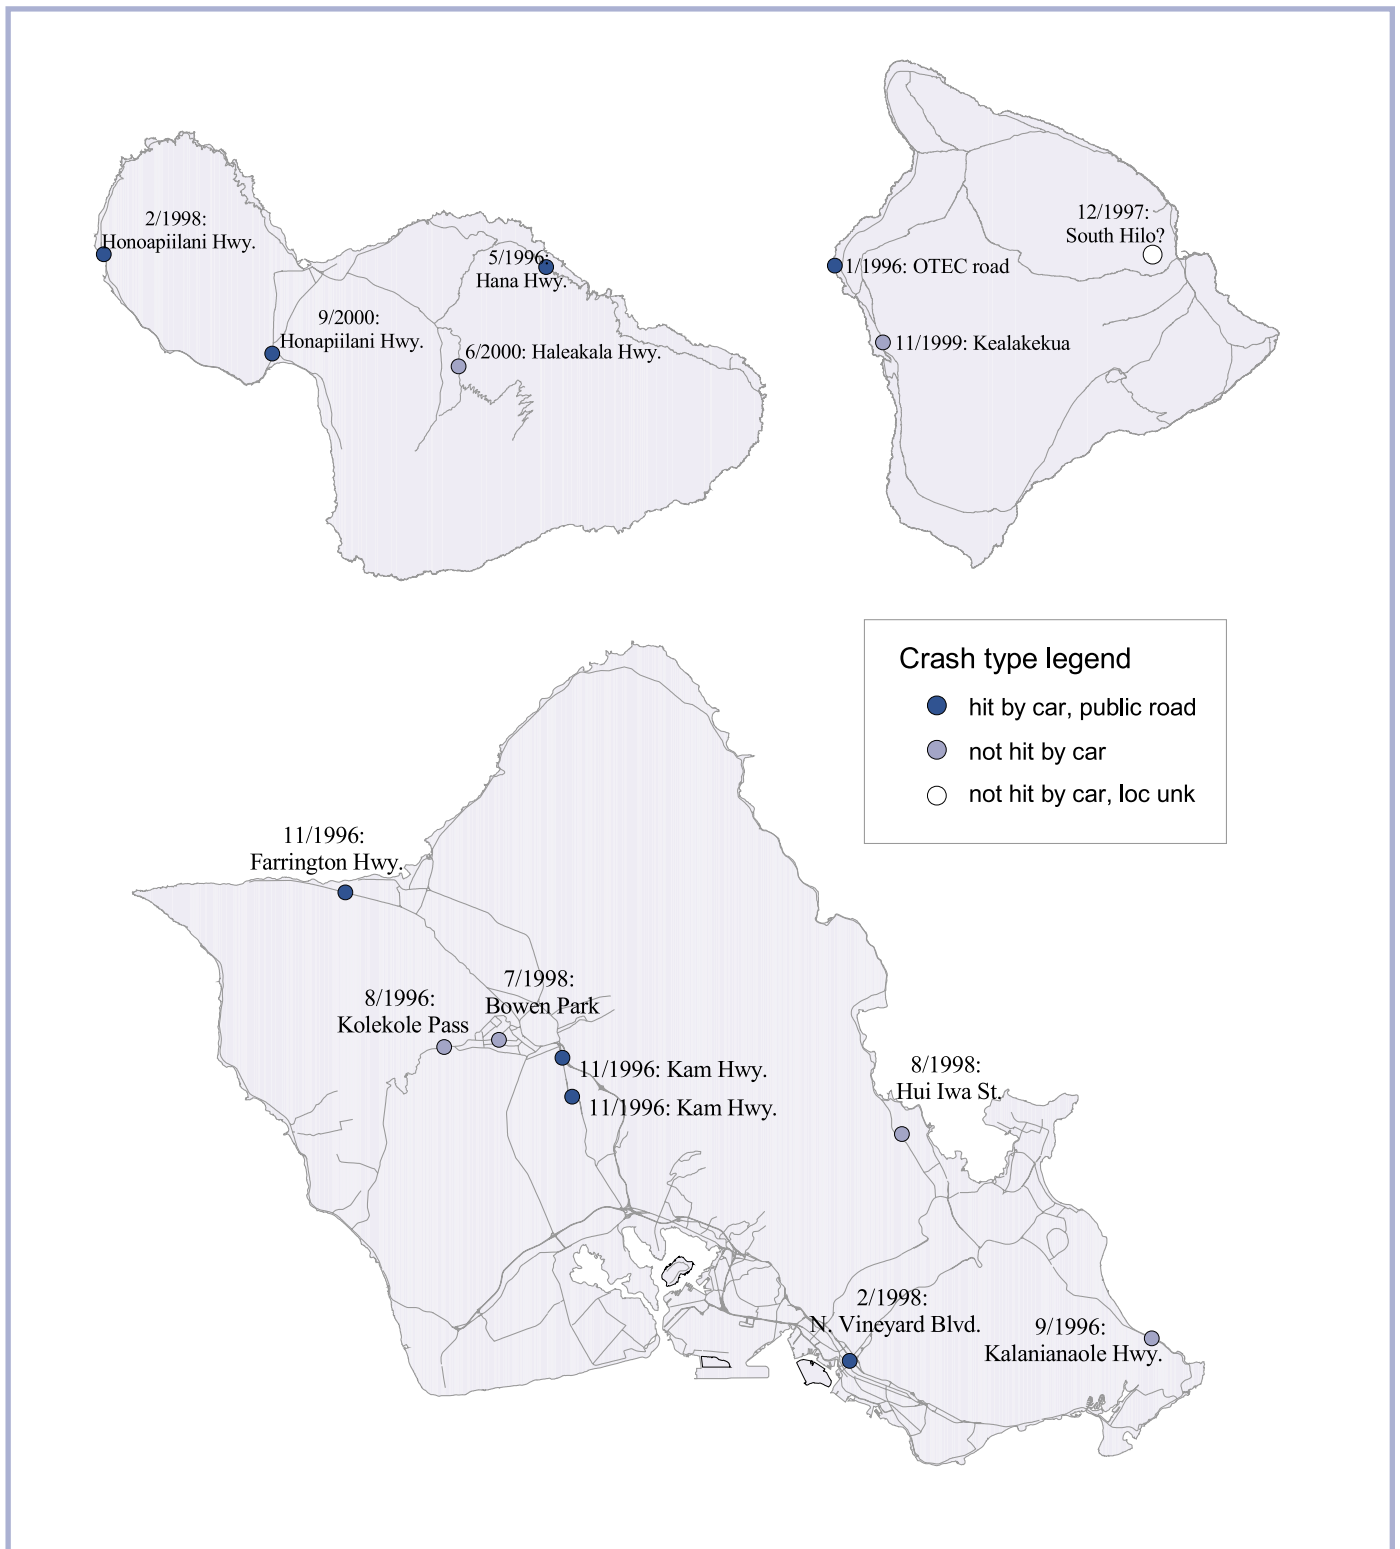 2/1998:
Honoapiilani Hwy.
5/1996:
Hana Hwy.
9/2000:
Honapiilani Hwy.
6/2000: Haleakala Hwy.
12/1997:
South Hilo?
1/1996: OTEC road
11/1999: Kealakekua
Crash type legend
hit by car, public road
not hit by car
not hit by car, loc unk
11/1996:
Farrington Hwy.
7/1998:
Bowen Park
8/1996:
Kolekole Pass
11/1996: Kam Hwy.
11/1996: Kam Hwy.
8/1998:
Hui Iwa St.
2/1998:
N. Vineyard Blvd.
9/1996:
Kalanianaole Hwy.